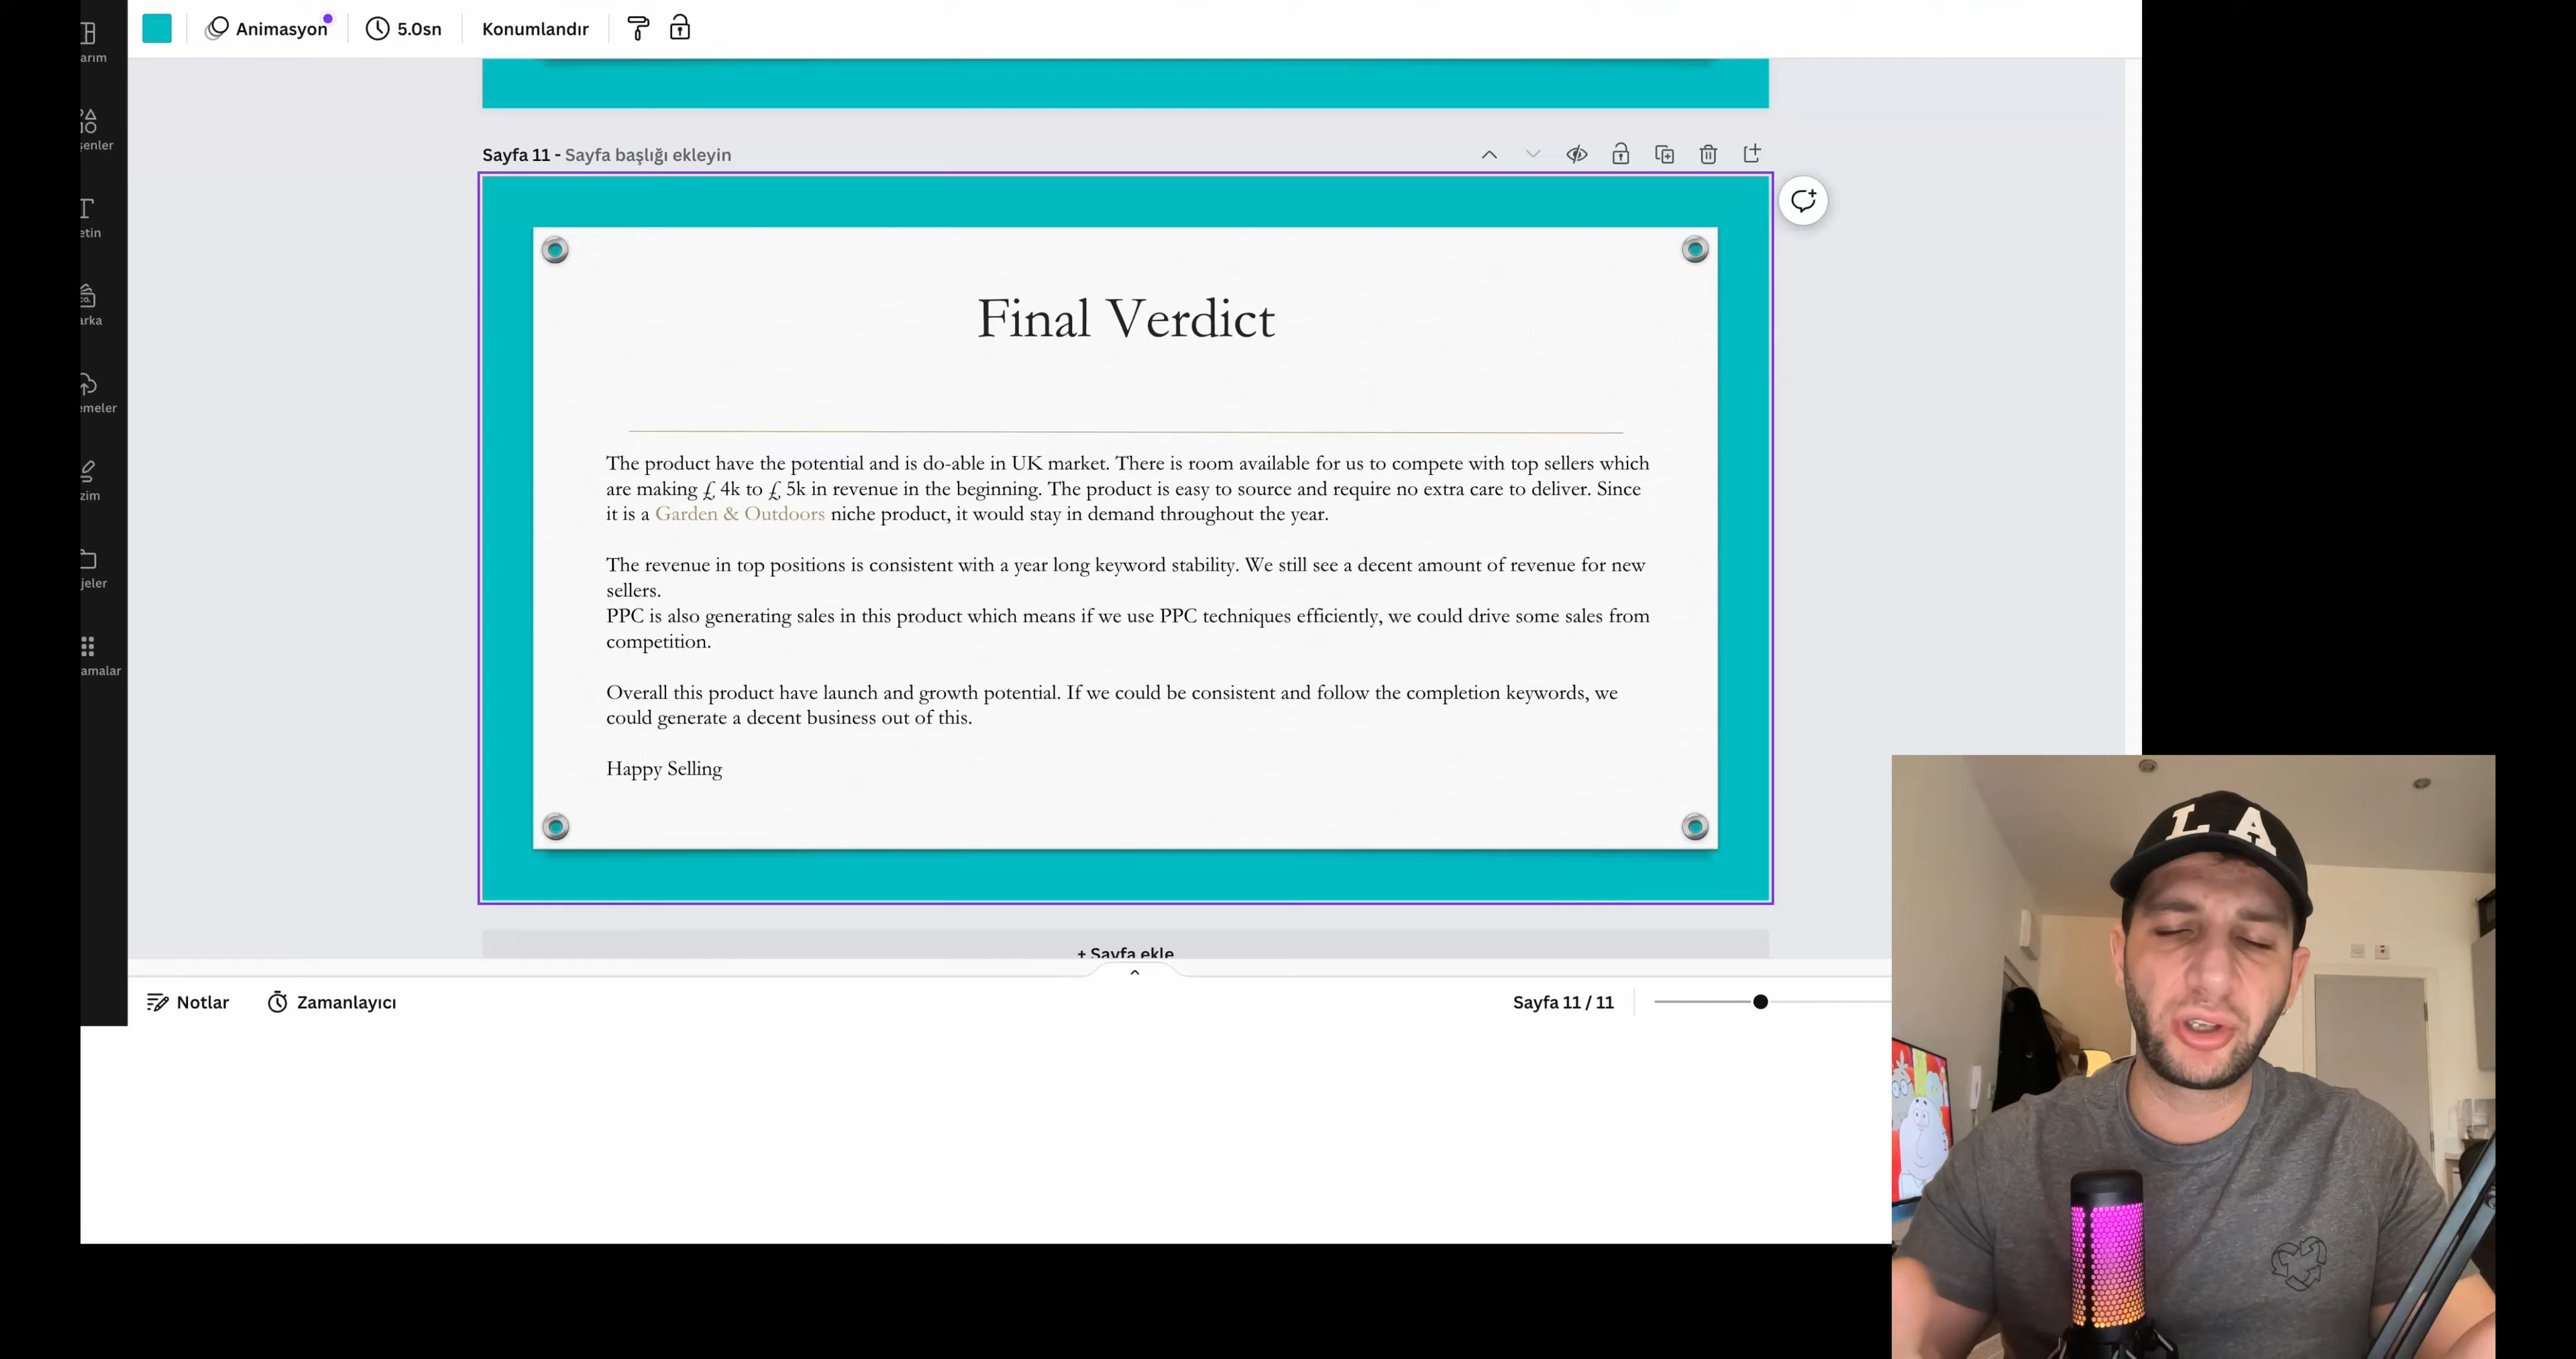 Animasyon
5.0sn
Konumlandır
arım
şenler
etin
arka
emeler
zim
jeler
amalar
Sayfa 11 - Sayfa başlığı ekleyin
Final Verdict
The product have the potential and is do-able in UK market. There is room available for us to compete with top sellers which
are making £ 4k to £ 5k in revenue in the beginning. The product is easy to source and require no extra care to deliver. Since
it is a Garden & Outdoors niche product, it would stay in demand throughout the year.
The revenue in top positions is consistent with a year long keyword stability. We still see a decent amount of revenue for new
sellers.
PPC is also generating sales in this product which means if we use PPC techniques efficiently, we could drive some sales from
competition.
Overall this product have launch and growth potential. If we could be consistent and follow the completion keywords, we
could generate a decent business out of this.
Happy Selling
+ Sayfa ekle
Notlar
Zamanlayıcı
Sayfa 11 / 11
LA